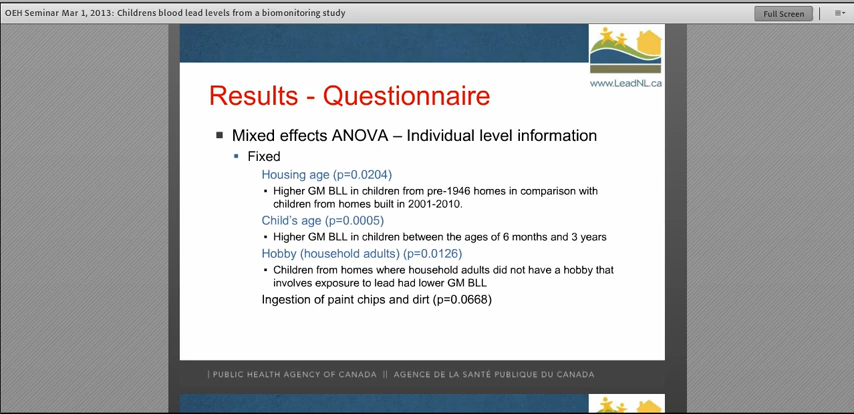 OEH Seminar Mar 1, 2013: Childrens blood lead levels from a biomonitoring study
Full Screen
www.LeadNL.ca
Results - Questionnaire
Mixed effects ANOVA – Individual level information
Fixed
Housing age (p=0.0204)
Higher GM BLL in children from pre-1946 homes in comparison with
children from homes built in 2001-2010.
Child's age (p=0.0005)
Higher GM BLL in children between the ages of 6 months and 3 years
Hobby (household adults) (p=0.0126)
Children from homes where household adults did not have a hobby that
involves exposure to lead had lower GM BLL
Ingestion of paint chips and dirt (p=0.0668)
| PUBLIC HEALTH AGENCY OF CANADA || AGENCE DE LA SANTÉ PUBLIQUE DU CANADA